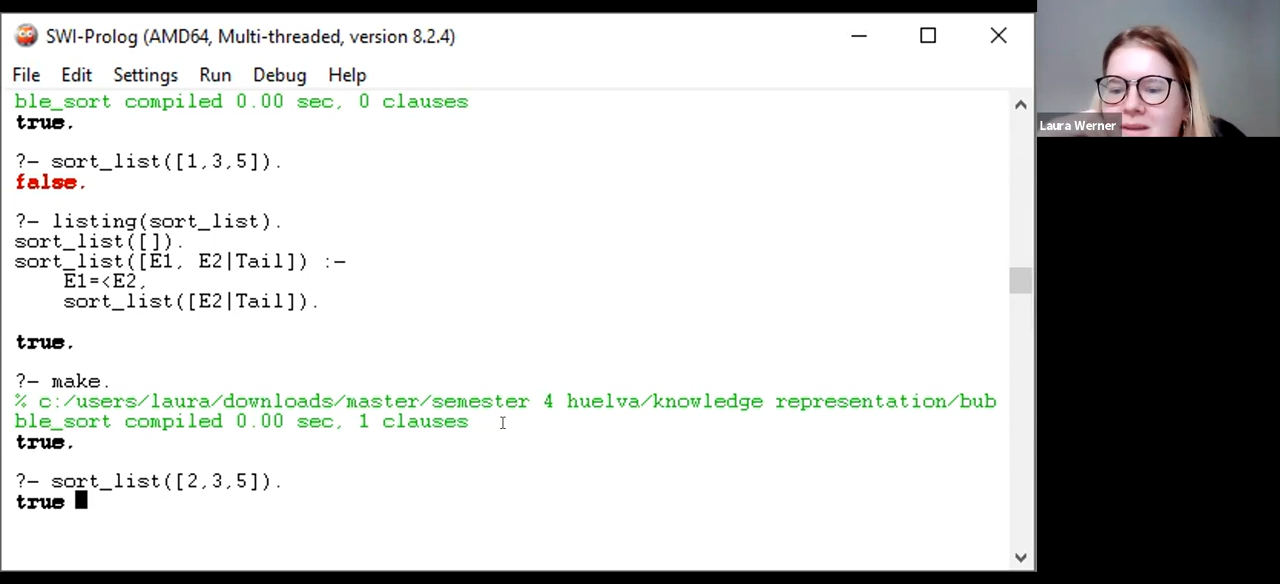 SWI-Prolog (AMD64, Multi-threaded, version 8.2.4)
File Edit Settings Run Debug Help
ble_sort compiled 0.00 sec, 0 clauses
true.
?- sort_list([1,3,5]).
false.
?- listing(sort_list).
sort_list([]).
sort_list([E1, E2|Tail]) :-
E1=<E2,
sort_list([E2|Tail]).
true.
?- make.
% c:/users/laura/downloads/master/semester 4 huelva/knowledge representation/bub
ble_sort compiled 0.00 sec, 1 clauses
true.
?- sort_list([2,3,5]).
true
Laura Werner